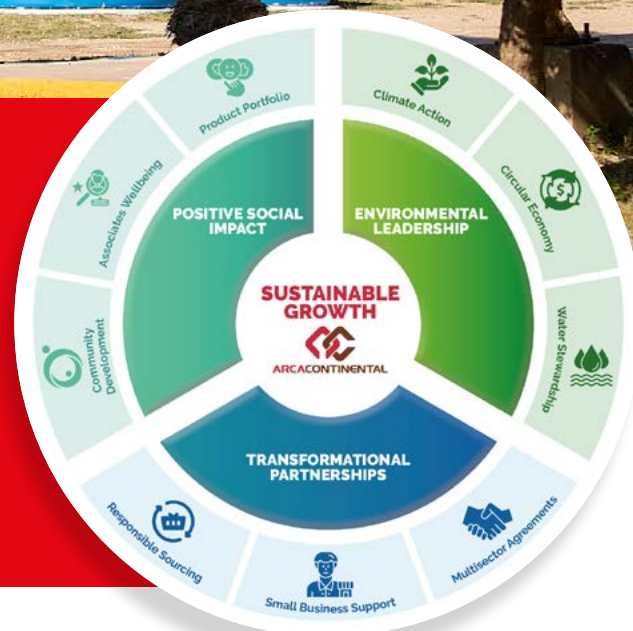 Product Portfolio
Climate Action
Associates Wellbeing
Circular Economy
POSITIVE SOCIAL
IMPACT
ENVIRONMENTAL
LEADERSHIP
SUSTAINABLE
GROWTH
ARCACONTINENTAL
Community
Development
Water Stewardship
TRANSFORMATIONAL
PARTNERSHIPS
Responsible Sourcing
Small Business Support
Multisector Agreements